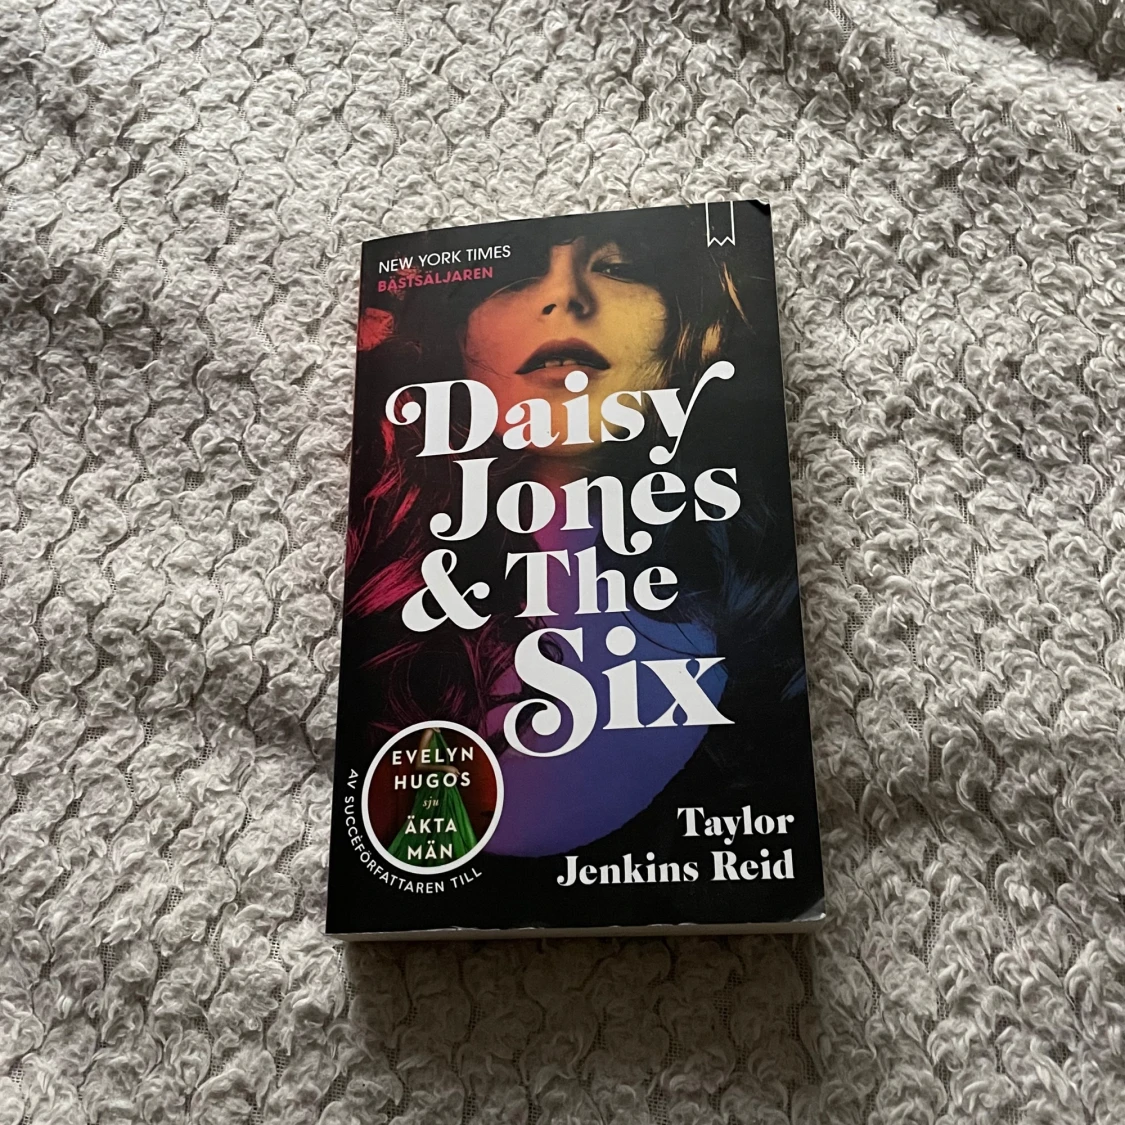 NEW YORK TIMES
BÄSTSÄLJAREN
Daisy
Jones
& The
Six
EVELYN
HUGOS
sju
ÄKTA
MÄN
AV SUCCÉFÖRFATTAREN TILL
Taylor
Jenkins Reid